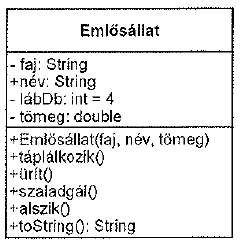 Emlősállat
- faj: String
+név: String
- lábDb: int = 4
- tömeg: double
+Emlősállat(faj, név, tömeg)
+táplálkozik()
+ürít()
+szaladgál()
+alszik()
+toString(): String